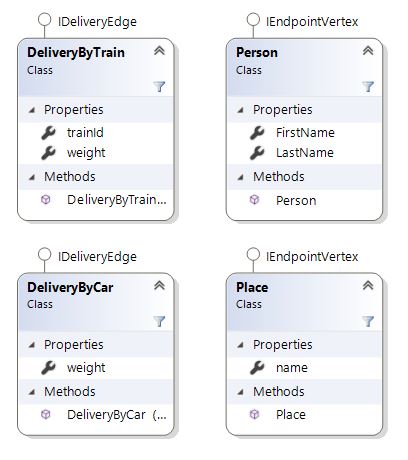 IDeliveryEdge
DeliveryByTrain
Class
Properties
trainId
weight
Methods
DeliveryByTrain...
IEndpointVertex
Person
Class
Properties
FirstName
LastName
Methods
Person
IDeliveryEdge
DeliveryByCar
Class
Properties
weight
Methods
DeliveryByCar (...
IEndpointVertex
Place
Class
Properties
name
Methods
Place